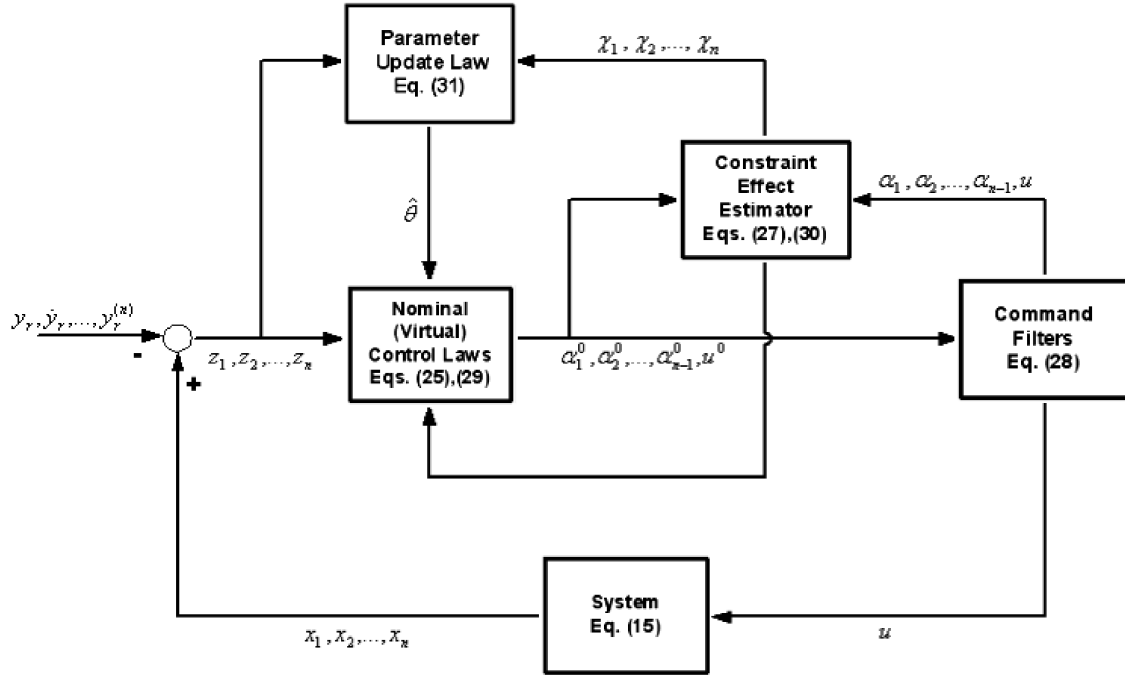 Parameter
Update Law
Eq. (31)
χ₁, χ₂,..., χₙ
Constraint
Effect
Estimator
Eqs. (27),(30)
α₁, α₂,..., αₙ₋₁, u
θ̂
yᵣ, ẏᵣ,..., yᵣ⁽ⁿ⁾
-
+
z₁, z₂,..., zₙ
Nominal
(Virtual)
Control Laws
Eqs. (25),(29)
α₁⁰, α₂⁰,..., αₙ₋₁⁰, u⁰
Command
Filters
Eq. (28)
System
Eq. (15)
x₁, x₂,..., xₙ
u